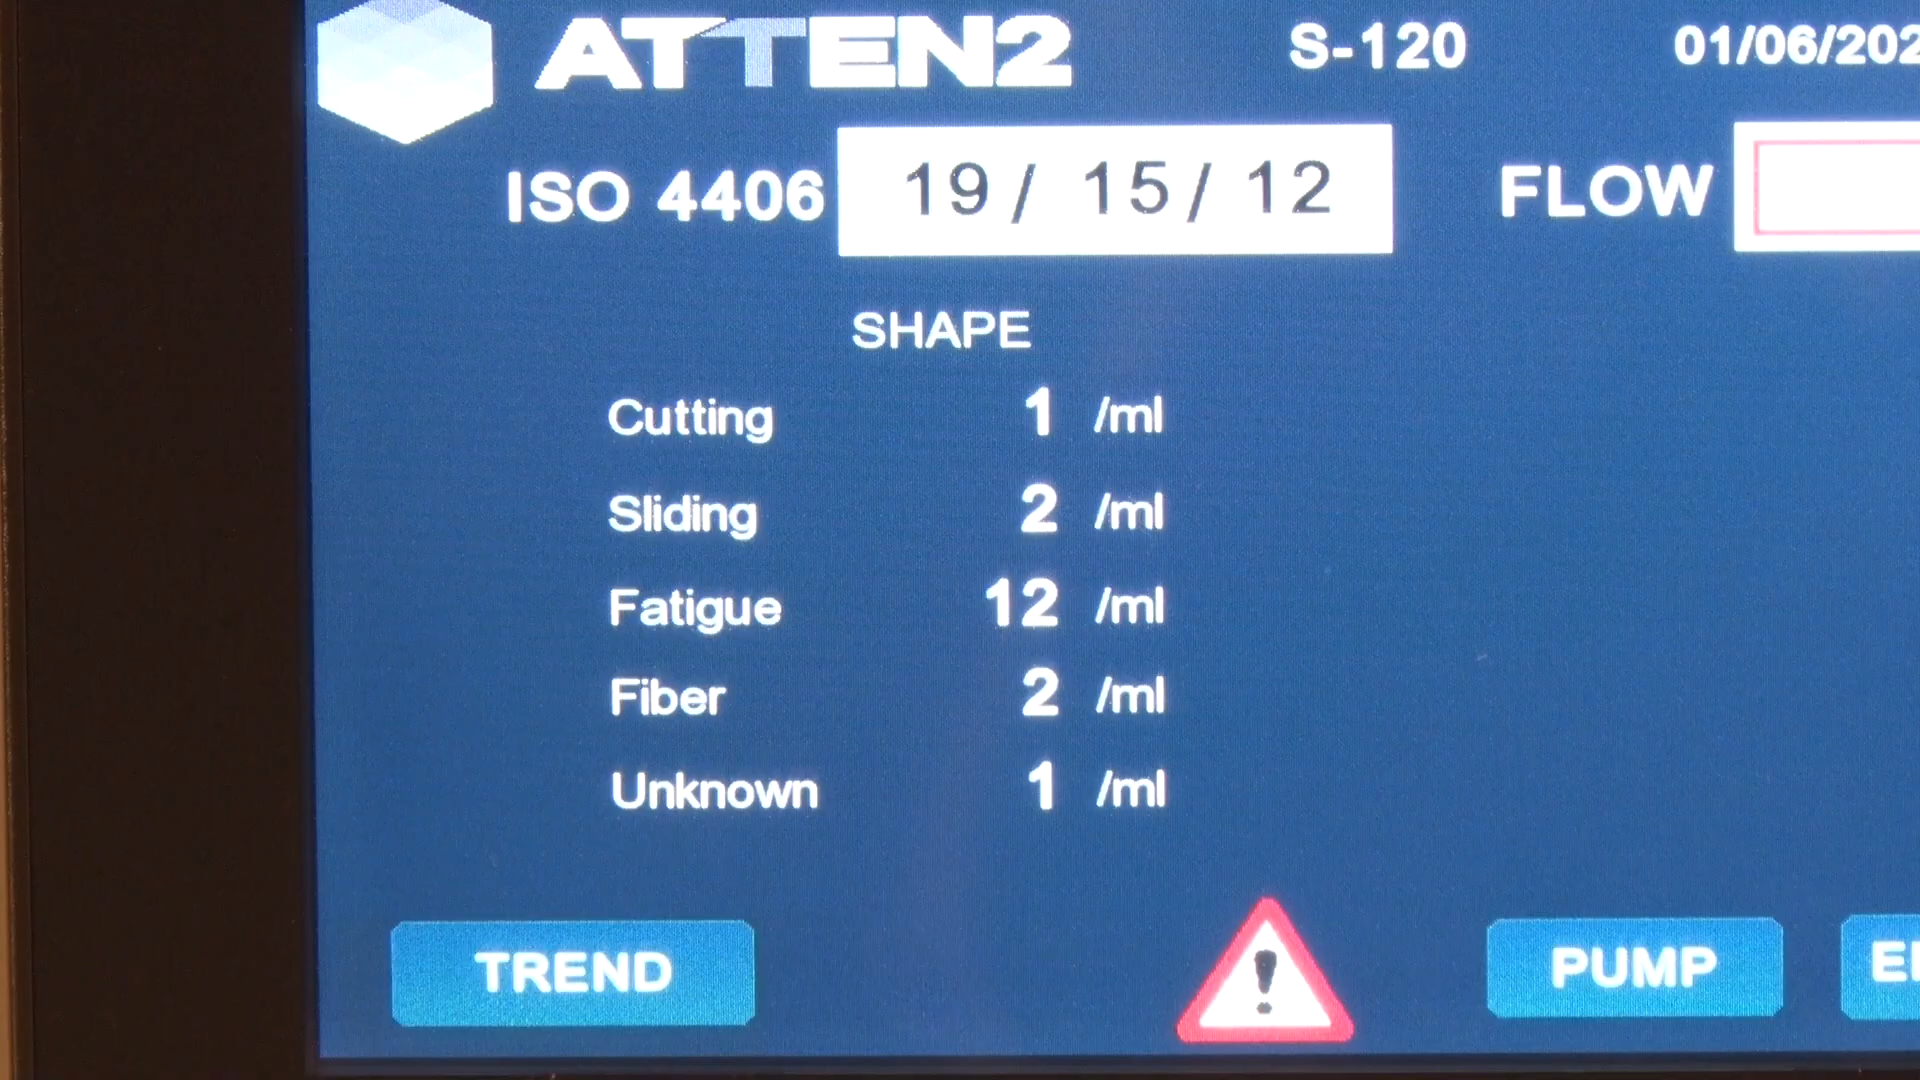 ATTEN2 S-120 01/06/202
ISO 4406 19/ 15/ 12 FLOW
SHAPE
Cutting 1 /ml
Sliding 2 /ml
Fatigue 12 /ml
Fiber 2 /ml
Unknown 1 /ml
TREND ! PUMP